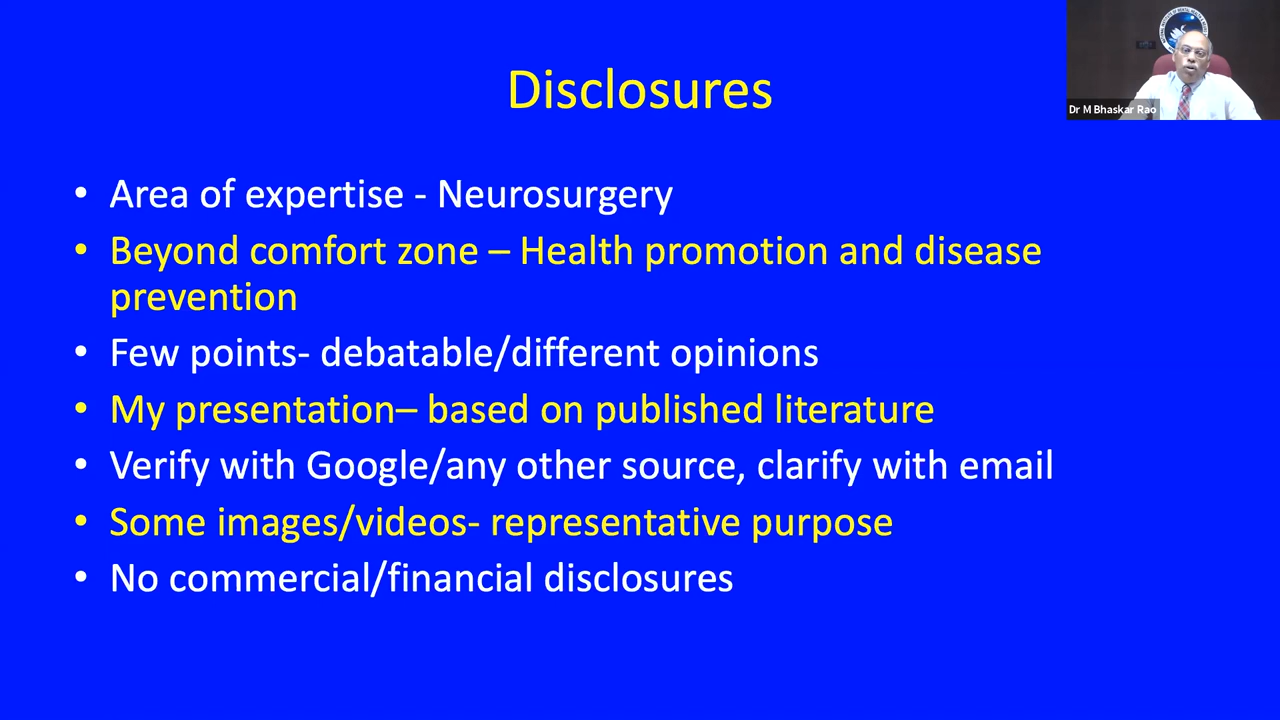 Disclosures
Dr M Bhaskar Rao
• Area of expertise - Neurosurgery
• Beyond comfort zone – Health promotion and disease
prevention
• Few points- debatable/different opinions
• My presentation– based on published literature
• Verify with Google/any other source, clarify with email
• Some images/videos- representative purpose
• No commercial/financial disclosures